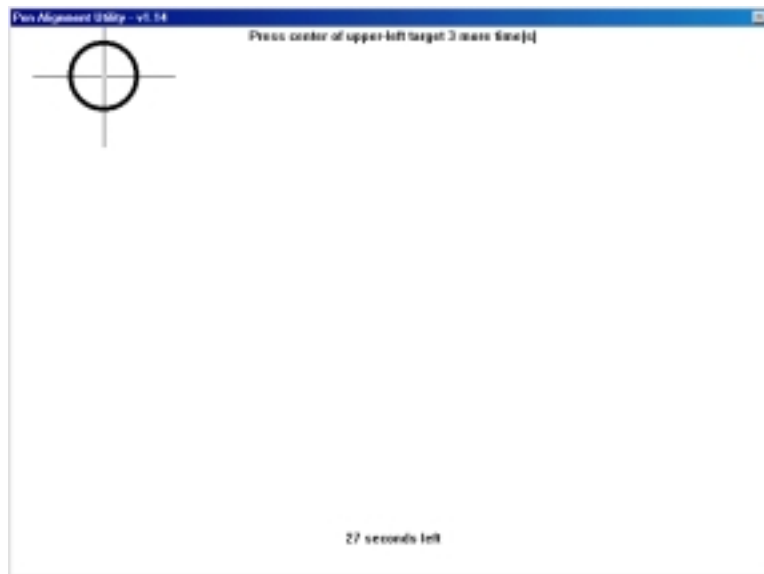 Pen Alignment Utility - v1.14
Press center of upper-left target 3 more time(s)
27 seconds left